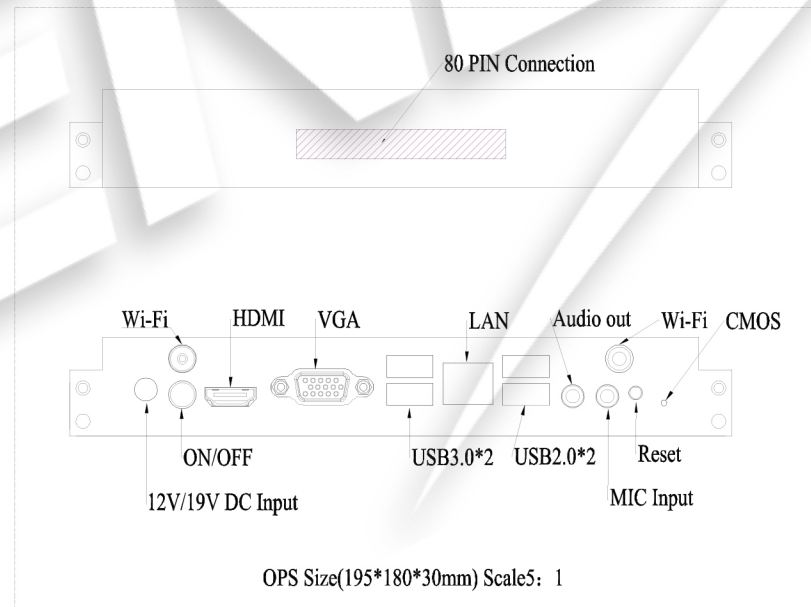 80 PIN Connection
Wi-Fi
HDMI
VGA
LAN
Audio out
Wi-Fi
CMOS
ON/OFF
USB3.0*2
USB2.0*2
Reset
12V/19V DC Input
MIC Input
OPS Size(195*180*30mm) Scale5：1